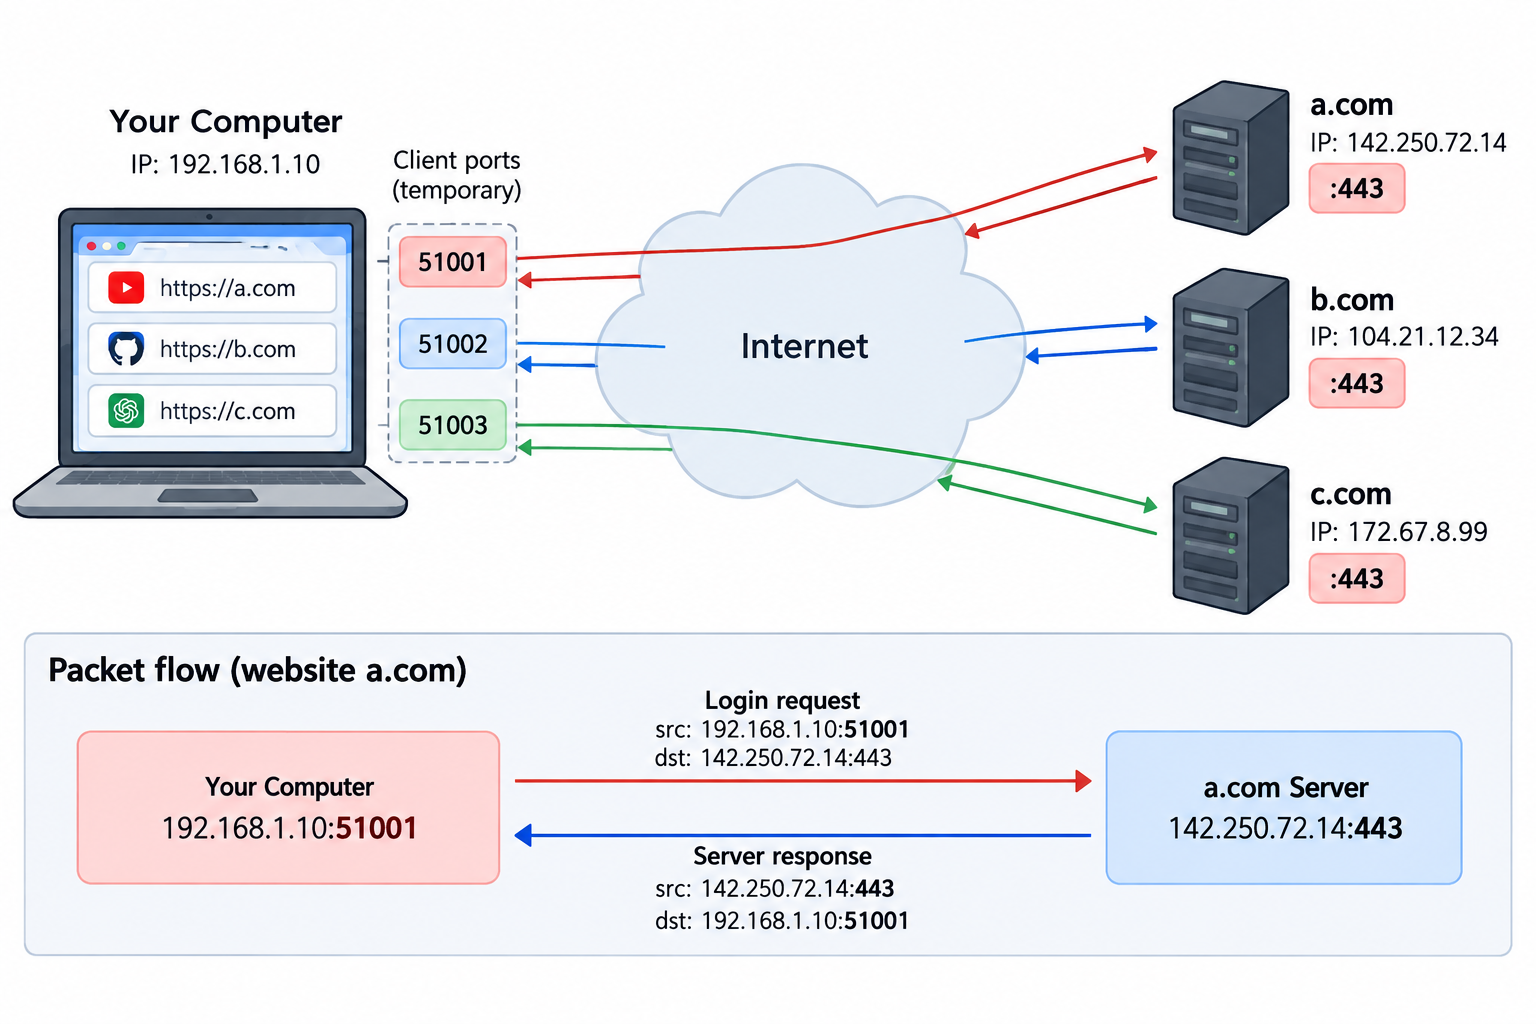 Your Computer
IP: 192.168.1.10
Client ports
(temporary)
https://a.com
https://b.com
https://c.com
51001
51002
51003
Internet
a.com
IP: 142.250.72.14
:443
b.com
IP: 104.21.12.34
:443
c.com
IP: 172.67.8.99
:443
Packet flow (website a.com)
Your Computer
192.168.1.10:51001
Login request
src: 192.168.1.10:51001
dst: 142.250.72.14:443
Server response
src: 142.250.72.14:443
dst: 192.168.1.10:51001
a.com Server
142.250.72.14:443